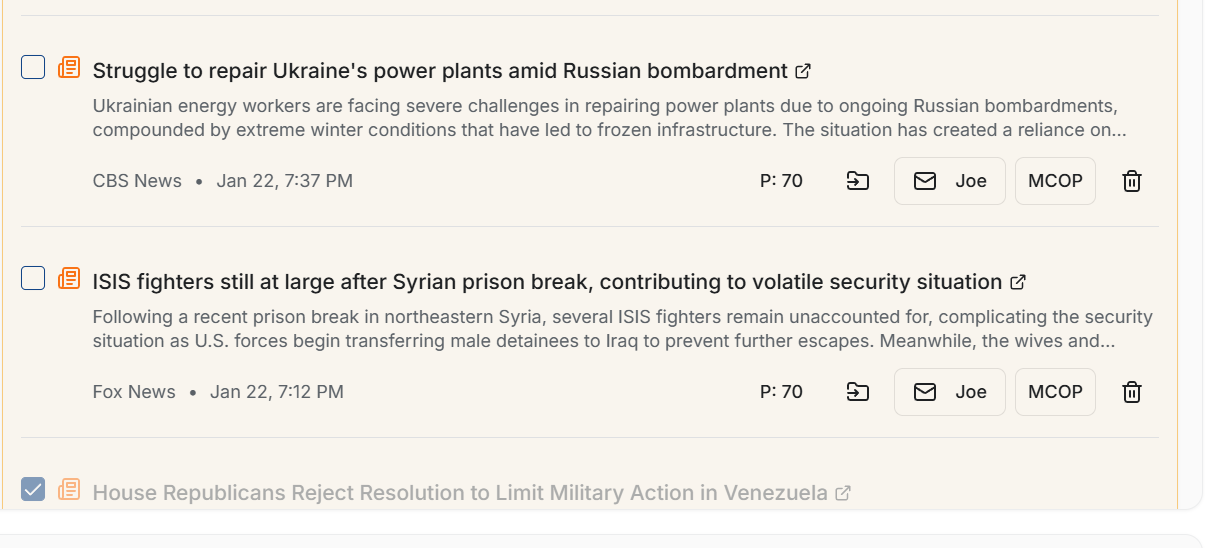 Struggle to repair Ukraine's power plants amid Russian bombardment
Ukrainian energy workers are facing severe challenges in repairing power plants due to ongoing Russian bombardments,
compounded by extreme winter conditions that have led to frozen infrastructure. The situation has created a reliance on...
CBS News • Jan 22, 7:37 PM P: 70 Joe MCOP
ISIS fighters still at large after Syrian prison break, contributing to volatile security situation
Following a recent prison break in northeastern Syria, several ISIS fighters remain unaccounted for, complicating the security
situation as U.S. forces begin transferring male detainees to Iraq to prevent further escapes. Meanwhile, the wives and...
Fox News • Jan 22, 7:12 PM P: 70 Joe MCOP
House Republicans Reject Resolution to Limit Military Action in Venezuela